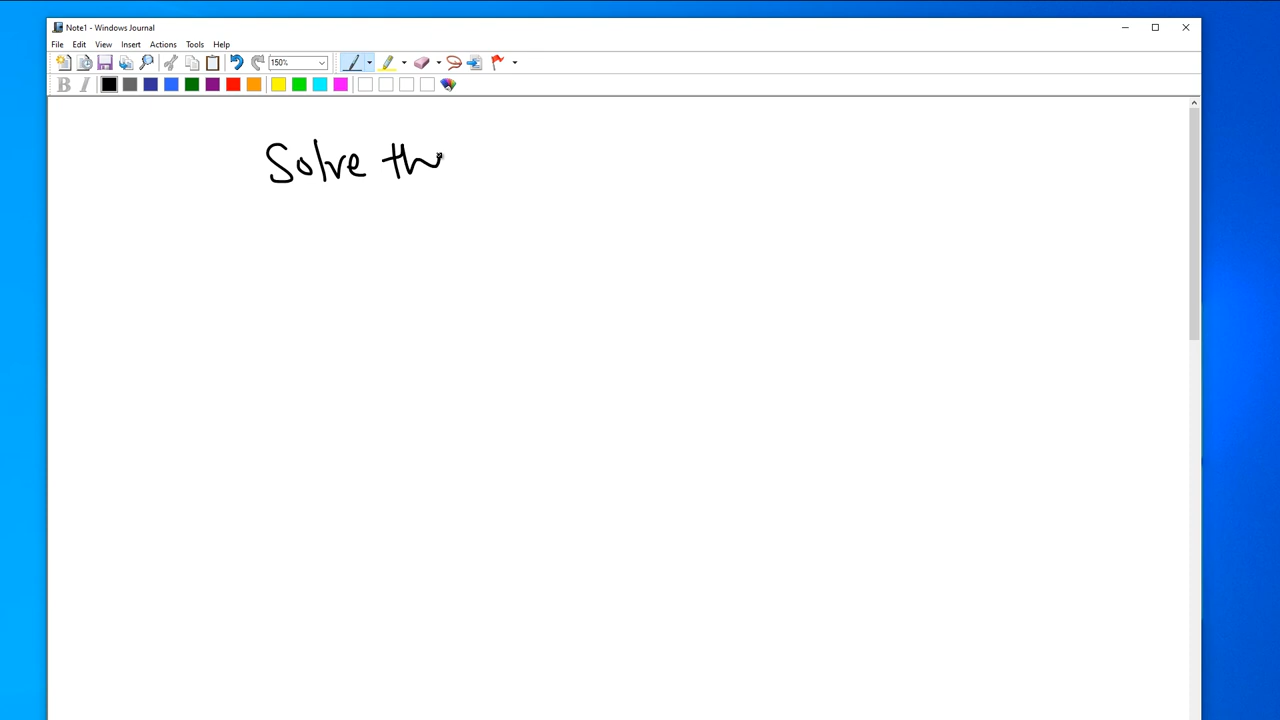 Note1 - Windows Journal
File Edit View Insert Actions Tools Help
150%
B I
Solve th